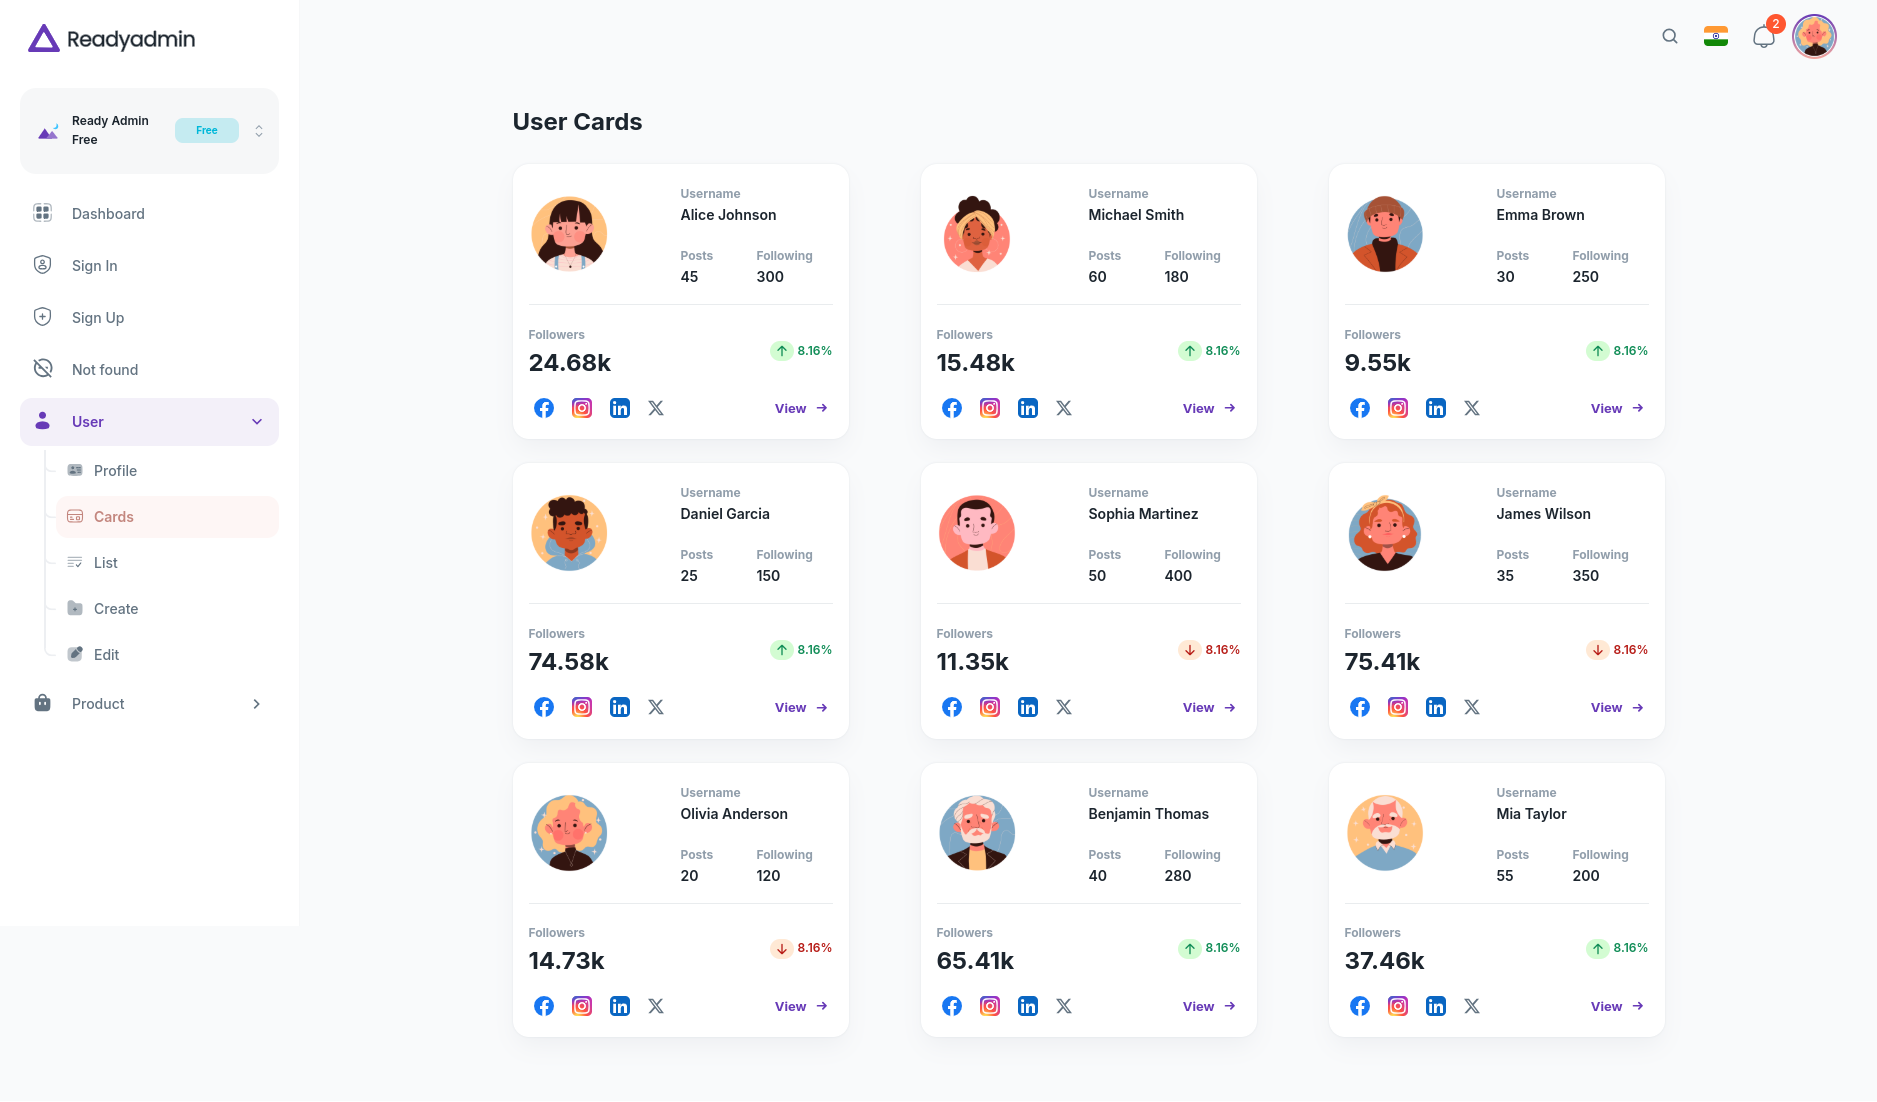 Readyadmin
2
Ready Admin
Free
Free
Dashboard
Sign In
Sign Up
Not found
User
Profile
Cards
List
Create
Edit
Product
User Cards
Username
Alice Johnson
Posts Following
45 300
Followers
24.68k
8.16%
View
Username
Michael Smith
Posts Following
60 180
Followers
15.48k
8.16%
View
Username
Emma Brown
Posts Following
30 250
Followers
9.55k
8.16%
View
Username
Daniel Garcia
Posts Following
25 150
Followers
74.58k
8.16%
View
Username
Sophia Martinez
Posts Following
50 400
Followers
11.35k
8.16%
View
Username
James Wilson
Posts Following
35 350
Followers
75.41k
8.16%
View
Username
Olivia Anderson
Posts Following
20 120
Followers
14.73k
8.16%
View
Username
Benjamin Thomas
Posts Following
40 280
Followers
65.41k
8.16%
View
Username
Mia Taylor
Posts Following
55 200
Followers
37.46k
8.16%
View